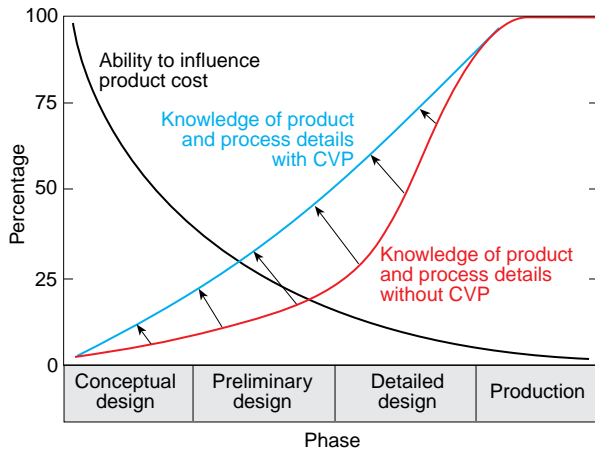 100
Ability to influence
product cost
75
Knowledge of product
and process details
with CVP
Percentage
50
25
Knowledge of product
and process details
without CVP
0
Conceptual
design
Preliminary
design
Detailed
design
Production
Phase